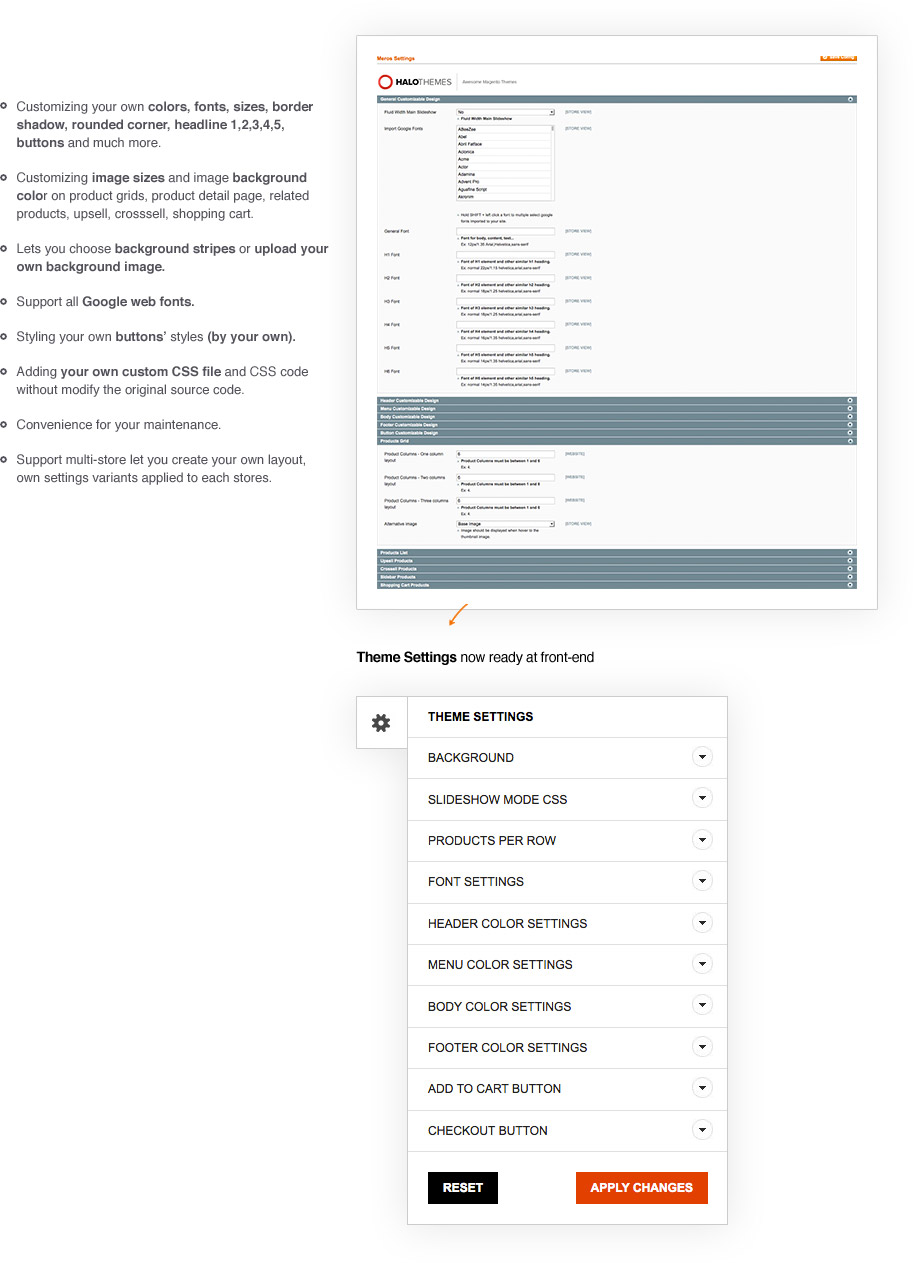 Customizing your own colors, fonts, sizes, border
shadow, rounded corner, headline 1,2,3,4,5,
buttons and much more.
Customizing image sizes and image background
color on product grids, product detail page, related
products, upsell, crosssell, shopping cart.
Lets you choose background stripes or upload your
own background image.
Support all Google web fonts.
Styling your own buttons' styles (by your own).
Adding your own custom CSS file and CSS code
without modify the original source code.
Convenience for your maintenance.
Support multi-store let you create your own layout,
own settings variants applied to each stores.
Maros Settings
HALOTHEMES
Awesome Magento Themes
General Customizable Design
Fluid Width Main Slideshow
No
[STORE VIEW]
Fluid Width Main Slideshow
Import Google Fonts
[STORE VIEW]
ABeeZee
Abel
Abril Fatface
Aclonica
Acme
Actor
Adamina
Advent Pro
Aguafina Script
Akronim
Hold SHIFT + left click a font to multiple select google
fonts imported to your site.
General Font
[STORE VIEW]
Font for body, content, text...
Ex: 12px/1.35 Arial,Helvetica,sans-serif
H1 Font
[STORE VIEW]
Font of H1 element and other similar h1 heading.
Ex: normal 22px/1.15 helvetica,arial,sans-serif
H2 Font
[STORE VIEW]
Font of H2 element and other similar h2 heading.
Ex: normal 18px/1.25 helvetica,arial,sans-serif
H3 Font
[STORE VIEW]
Font of H3 element and other similar h3 heading.
Ex: normal 18px/1.25 helvetica,arial,sans-serif
H4 Font
[STORE VIEW]
Font of H4 element and other similar h4 heading.
Ex: normal 16px/1.35 helvetica,arial,sans-serif
H5 Font
[STORE VIEW]
Font of H5 element and other similar h5 heading.
Ex: normal 14px/1.35 helvetica,arial,sans-serif
H6 Font
[STORE VIEW]
Font of H6 element and other similar h6 heading.
Ex: normal 14px/1.35 helvetica,arial,sans-serif
Header Customizable Design
Menu Customizable Design
Body Customizable Design
Footer Customizable Design
Button Customizable Design
Products Grid
Product Columns - One column
layout
6
[WEBSITE]
Product Columns must be between 1 and 8
Ex: 4
Product Columns - Two columns
layout
6
[WEBSITE]
Product Columns must be between 1 and 8
Ex: 4
Product Columns - Three columns
layout
6
[WEBSITE]
Product Columns must be between 1 and 8
Ex: 4
Alternative image
Base Image
[STORE VIEW]
Image should be displayed when hover to the
thumbnail image.
Products List
Upsell Products
Crossell Products
Sidebar Products
Shopping Cart Products
Theme Settings now ready at front-end
THEME SETTINGS
BACKGROUND
SLIDESHOW MODE CSS
PRODUCTS PER ROW
FONT SETTINGS
HEADER COLOR SETTINGS
MENU COLOR SETTINGS
BODY COLOR SETTINGS
FOOTER COLOR SETTINGS
ADD TO CART BUTTON
CHECKOUT BUTTON
RESET
APPLY CHANGES